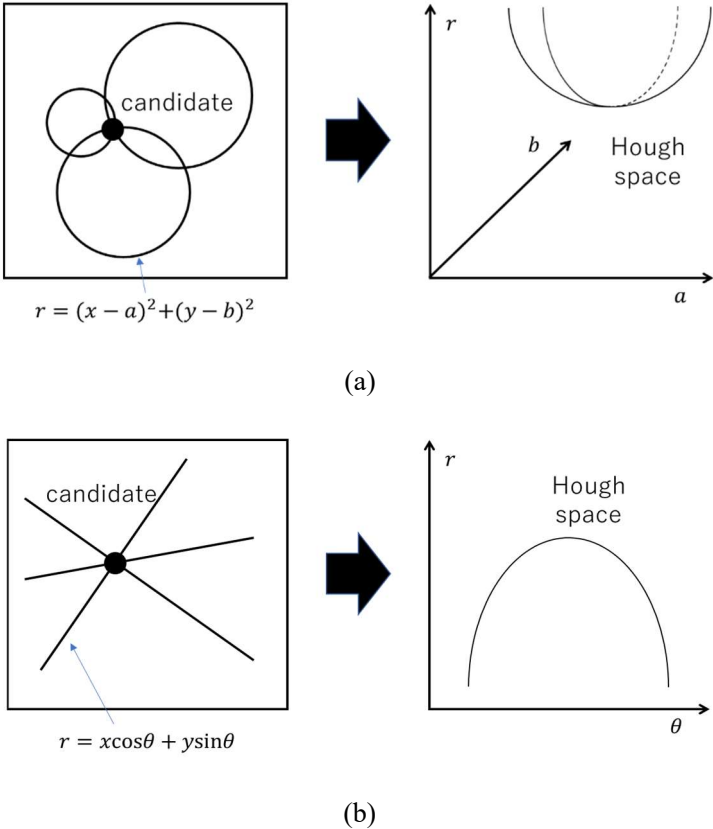 candidate
r
b
Hough
space
a
r = (x − a)²+(y − b)²
(a)
candidate
r
Hough
space
θ
r = xcosθ + ysinθ
(b)